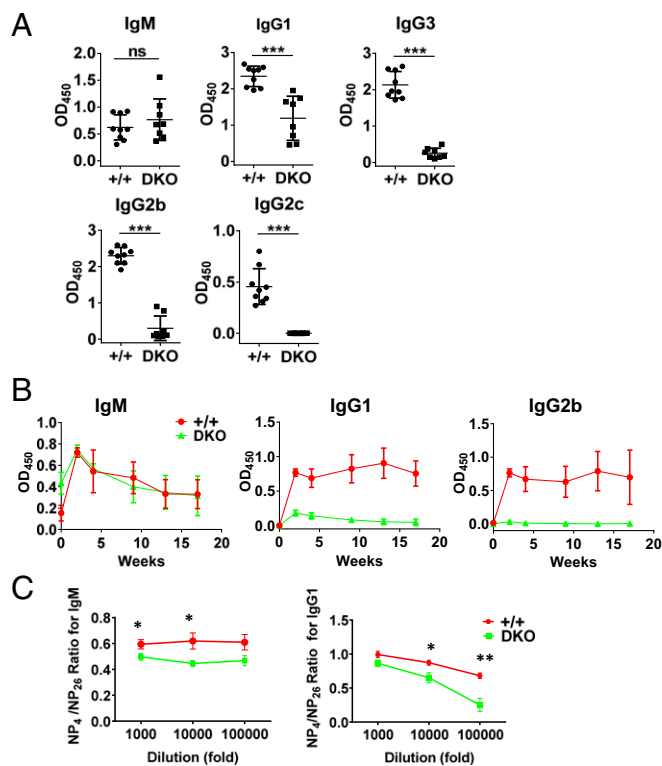 A
IgM
IgG1
IgG3
ns
***
***
OD450
2.0
1.5
1.0
0.5
0.0
+/+ DKO
OD450
3
2
1
0
+/+ DKO
OD450
3
2
1
0
+/+ DKO
IgG2b
IgG2c
***
***
OD450
3
2
1
0
+/+ DKO
OD450
1.0
0.5
0.0
+/+ DKO
B
IgM
IgG1
IgG2b
+/+
DKO
OD450
1.0
0.8
0.6
0.4
0.2
0.0
0 5 10 15 20
Weeks
OD450
1.5
1.0
0.5
0.0
0 5 10 15 20
Weeks
OD450
1.5
1.0
0.5
0.0
0 5 10 15 20
Weeks
C
NP4 /NP26 Ratio for IgM
0.8
0.6
0.4
0.2
0.0
* *
1000 10000 100000
Dilution (fold)
NP4/NP26 Ratio for IgG1
1.5
1.0
0.5
0.0
* **
+/+
DKO
1000 10000 100000
Dilution (fold)